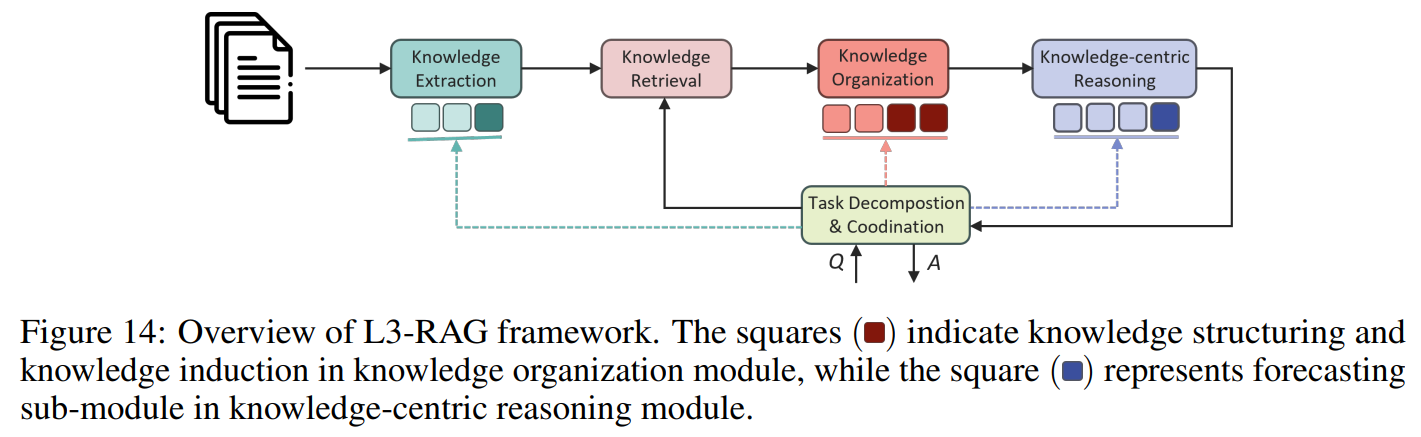 Knowledge
Extraction
Knowledge
Retrieval
Knowledge
Organization
Knowledge-centric
Reasoning
Task Decompostion
& Coodination
Q
A
Figure 14: Overview of L3-RAG framework. The squares (■) indicate knowledge structuring and
knowledge induction in knowledge organization module, while the square (■) represents forecasting
sub-module in knowledge-centric reasoning module.